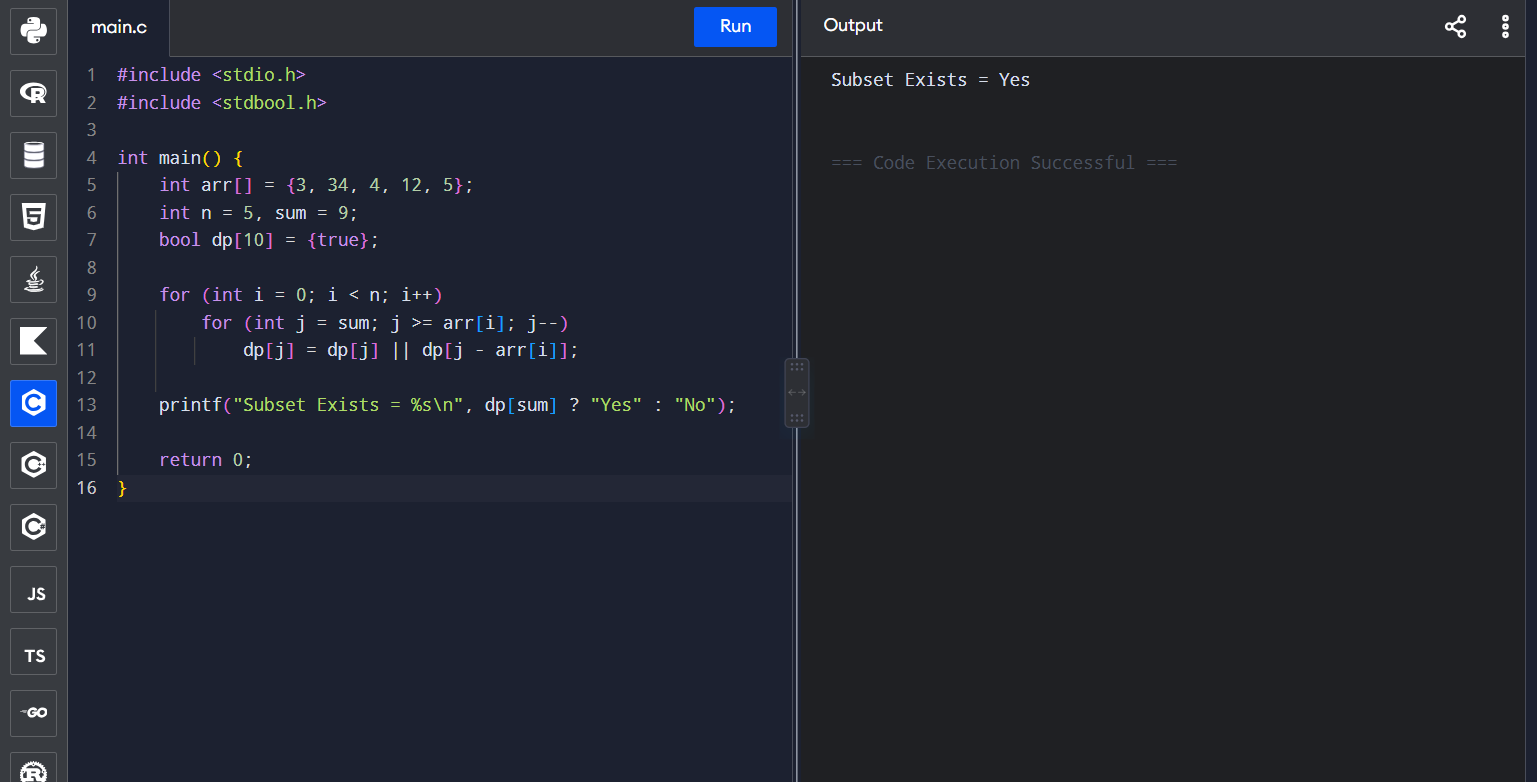 main.c
Run
1 #include <stdio.h>
2 #include <stdbool.h>
3
4 int main() {
5     int arr[] = {3, 34, 4, 12, 5};
6     int n = 5, sum = 9;
7     bool dp[10] = {true};
8
9     for (int i = 0; i < n; i++)
10         for (int j = sum; j >= arr[i]; j--)
11             dp[j] = dp[j] || dp[j - arr[i]];
12
13     printf("Subset Exists = %s\n", dp[sum] ? "Yes" : "No");
14
15     return 0;
16 }
Output
Subset Exists = Yes
=== Code Execution Successful ===
R
5
C
C++
C#
JS
TS
GO
R